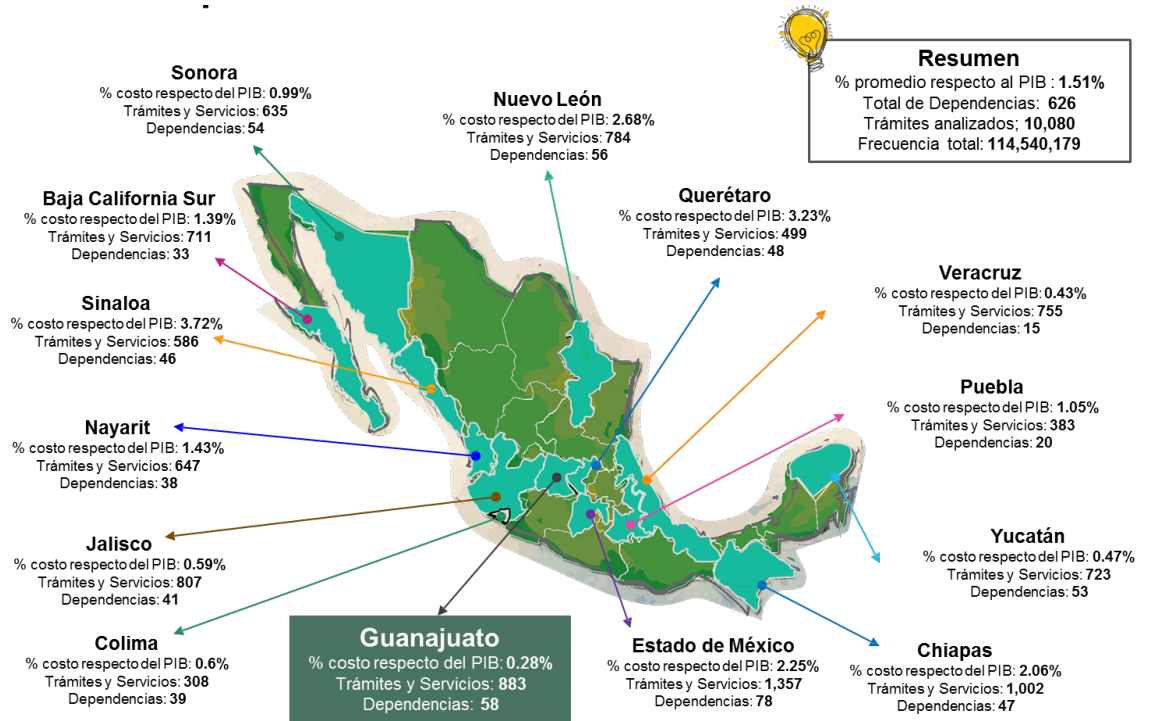 Resumen
% promedio respecto al PIB : 1.51%
Total de Dependencias: 626
Trámites analizados; 10,080
Frecuencia total: 114,540,179
Sonora
% costo respecto del PIB: 0.99%
Trámites y Servicios: 635
Dependencias: 54
Nuevo León
% costo respecto del PIB: 2.68%
Trámites y Servicios: 784
Dependencias: 56
Baja California Sur
% costo respecto del PIB: 1.39%
Trámites y Servicios: 711
Dependencias: 33
Querétaro
% costo respecto del PIB: 3.23%
Trámites y Servicios: 499
Dependencias: 48
Veracruz
% costo respecto del PIB: 0.43%
Trámites y Servicios: 755
Dependencias: 15
Sinaloa
% costo respecto del PIB: 3.72%
Trámites y Servicios: 586
Dependencias: 46
Puebla
% costo respecto del PIB: 1.05%
Trámites y Servicios: 383
Dependencias: 20
Nayarit
% costo respecto del PIB: 1.43%
Trámites y Servicios: 647
Dependencias: 38
Yucatán
% costo respecto del PIB: 0.47%
Trámites y Servicios: 723
Dependencias: 53
Jalisco
% costo respecto del PIB: 0.59%
Trámites y Servicios: 807
Dependencias: 41
Colima
% costo respecto del PIB: 0.6%
Trámites y Servicios: 308
Dependencias: 39
Guanajuato
% costo respecto del PIB: 0.28%
Trámites y Servicios: 883
Dependencias: 58
Estado de México
% costo respecto del PIB: 2.25%
Trámites y Servicios: 1,357
Dependencias: 78
Chiapas
% costo respecto del PIB: 2.06%
Trámites y Servicios: 1,002
Dependencias: 47